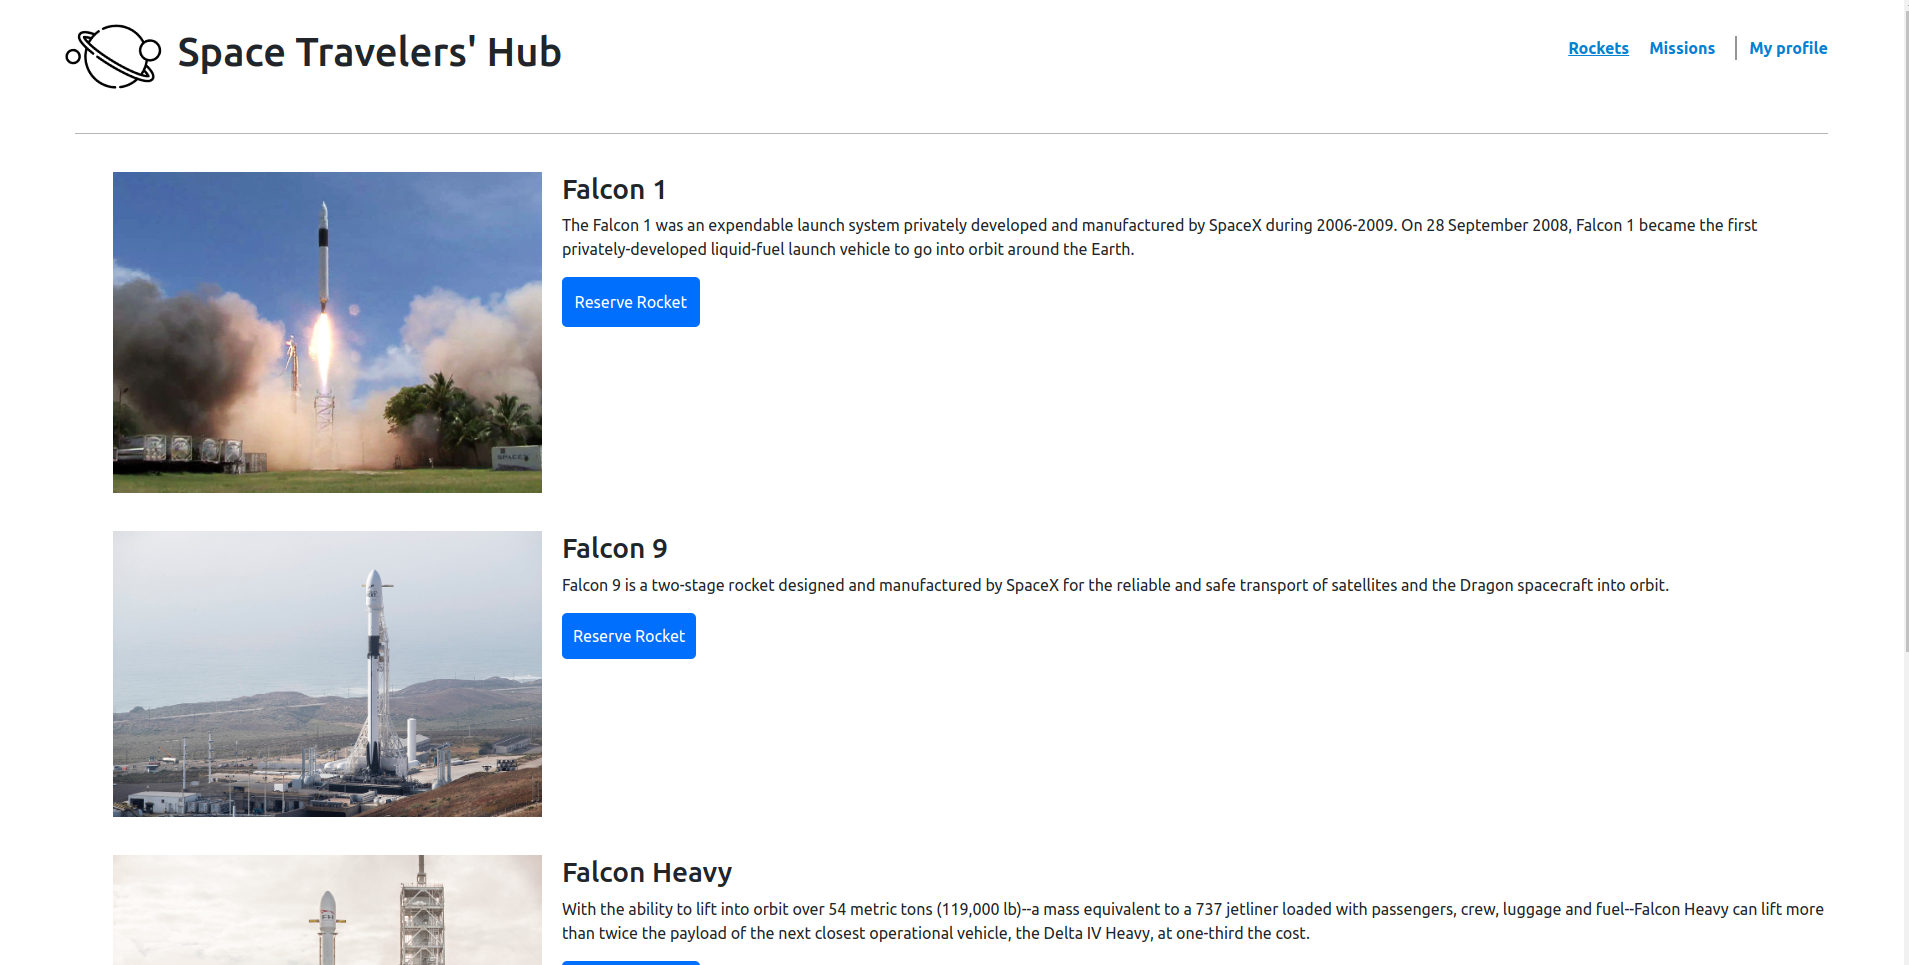 Space Travelers' Hub
Rockets Missions My profile
Falcon 1
The Falcon 1 was an expendable launch system privately developed and manufactured by SpaceX during 2006-2009. On 28 September 2008, Falcon 1 became the first
privately-developed liquid-fuel launch vehicle to go into orbit around the Earth.
Reserve Rocket
SPACEX
Falcon 9
Falcon 9 is a two-stage rocket designed and manufactured by SpaceX for the reliable and safe transport of satellites and the Dragon spacecraft into orbit.
Reserve Rocket
Falcon Heavy
With the ability to lift into orbit over 54 metric tons (119,000 lb)--a mass equivalent to a 737 jetliner loaded with passengers, crew, luggage and fuel--Falcon Heavy can lift more
than twice the payload of the next closest operational vehicle, the Delta IV Heavy, at one-third the cost.
FH